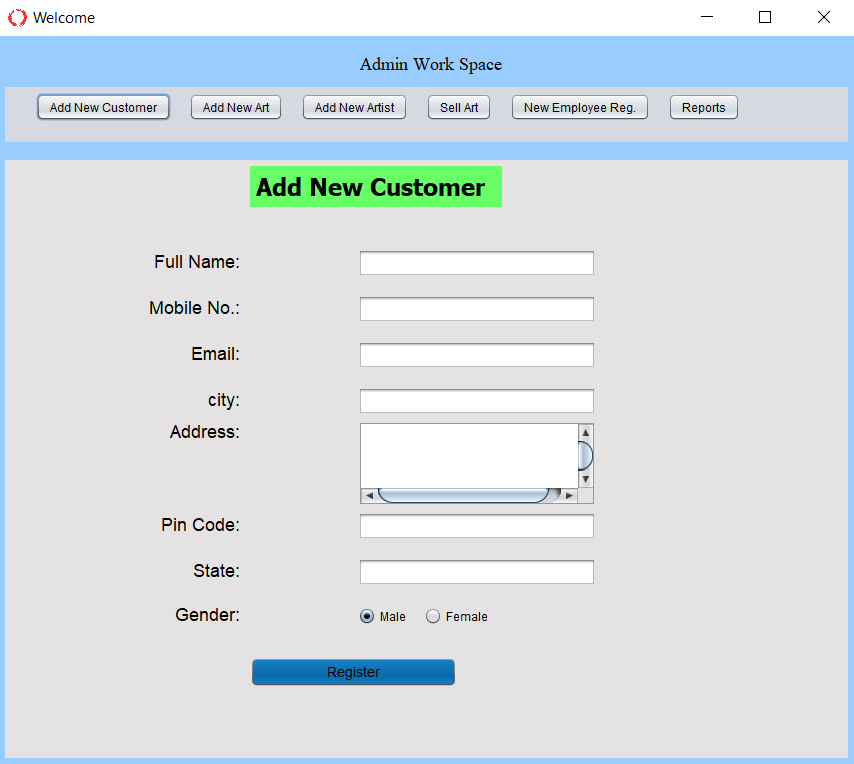 Welcome
Admin Work Space
Add New Customer Add New Art Add New Artist Sell Art New Employee Reg. Reports
Add New Customer
Full Name:
Mobile No.:
Email:
city:
Address:
Pin Code:
State:
Gender: Male Female
Register